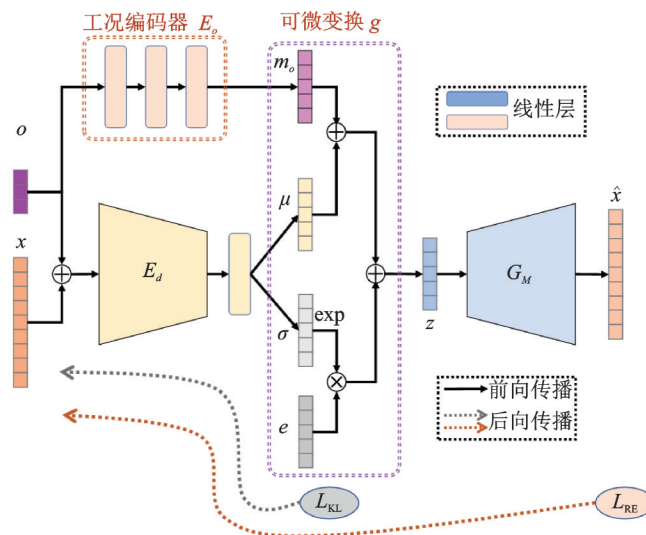 工况编码器 E_o
可微变换 g
m_o
线性层
o
μ
x̂
x
E_d
G_M
z
σ
exp
e
前向传播
后向传播
L_KL
L_RE